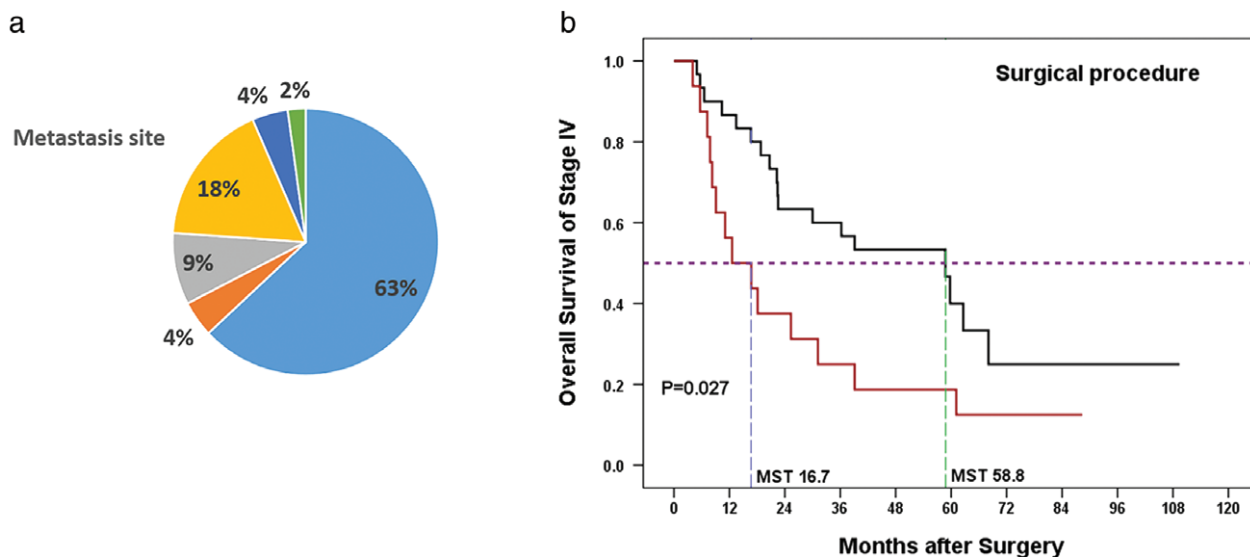 a
Metastasis site
4%
2%
18%
9%
4%
63%
b
Surgical procedure
Overall Survival of Stage IV
1.0
0.8
0.6
0.4
0.2
0.0
P=0.027
MST 16.7
MST 58.8
0 12 24 36 48 60 72 84 96 108 120
Months after Surgery